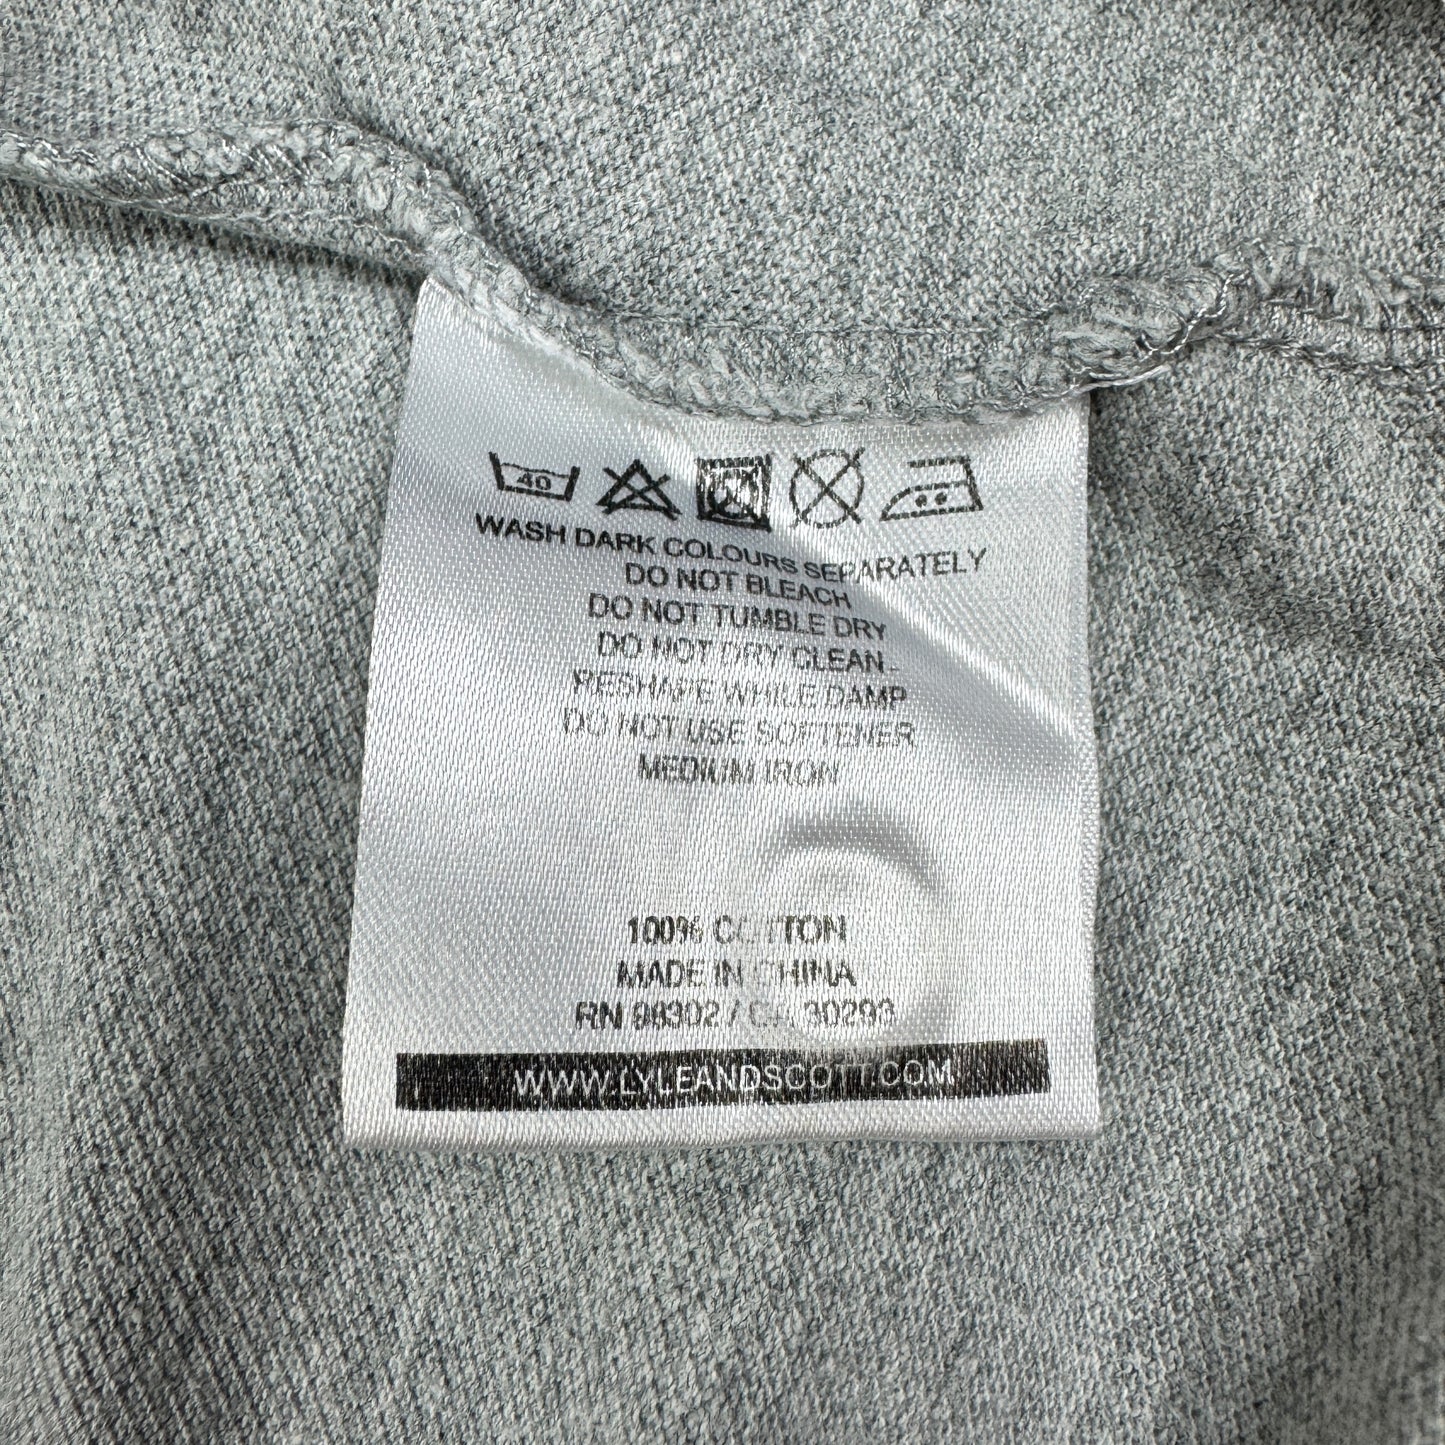 40
WASH DARK COLOURS SEPARATELY
DO NOT BLEACH
DO NOT TUMBLE DRY
DO NOT DRY CLEAN
RESHAPE WHILE DAMP
DO NOT USE SOFTENER
MEDIUM IRON
100% COTTON
MADE IN CHINA
RN 98302 / CA 30293
WWW.LYLEANDSCOTT.COM